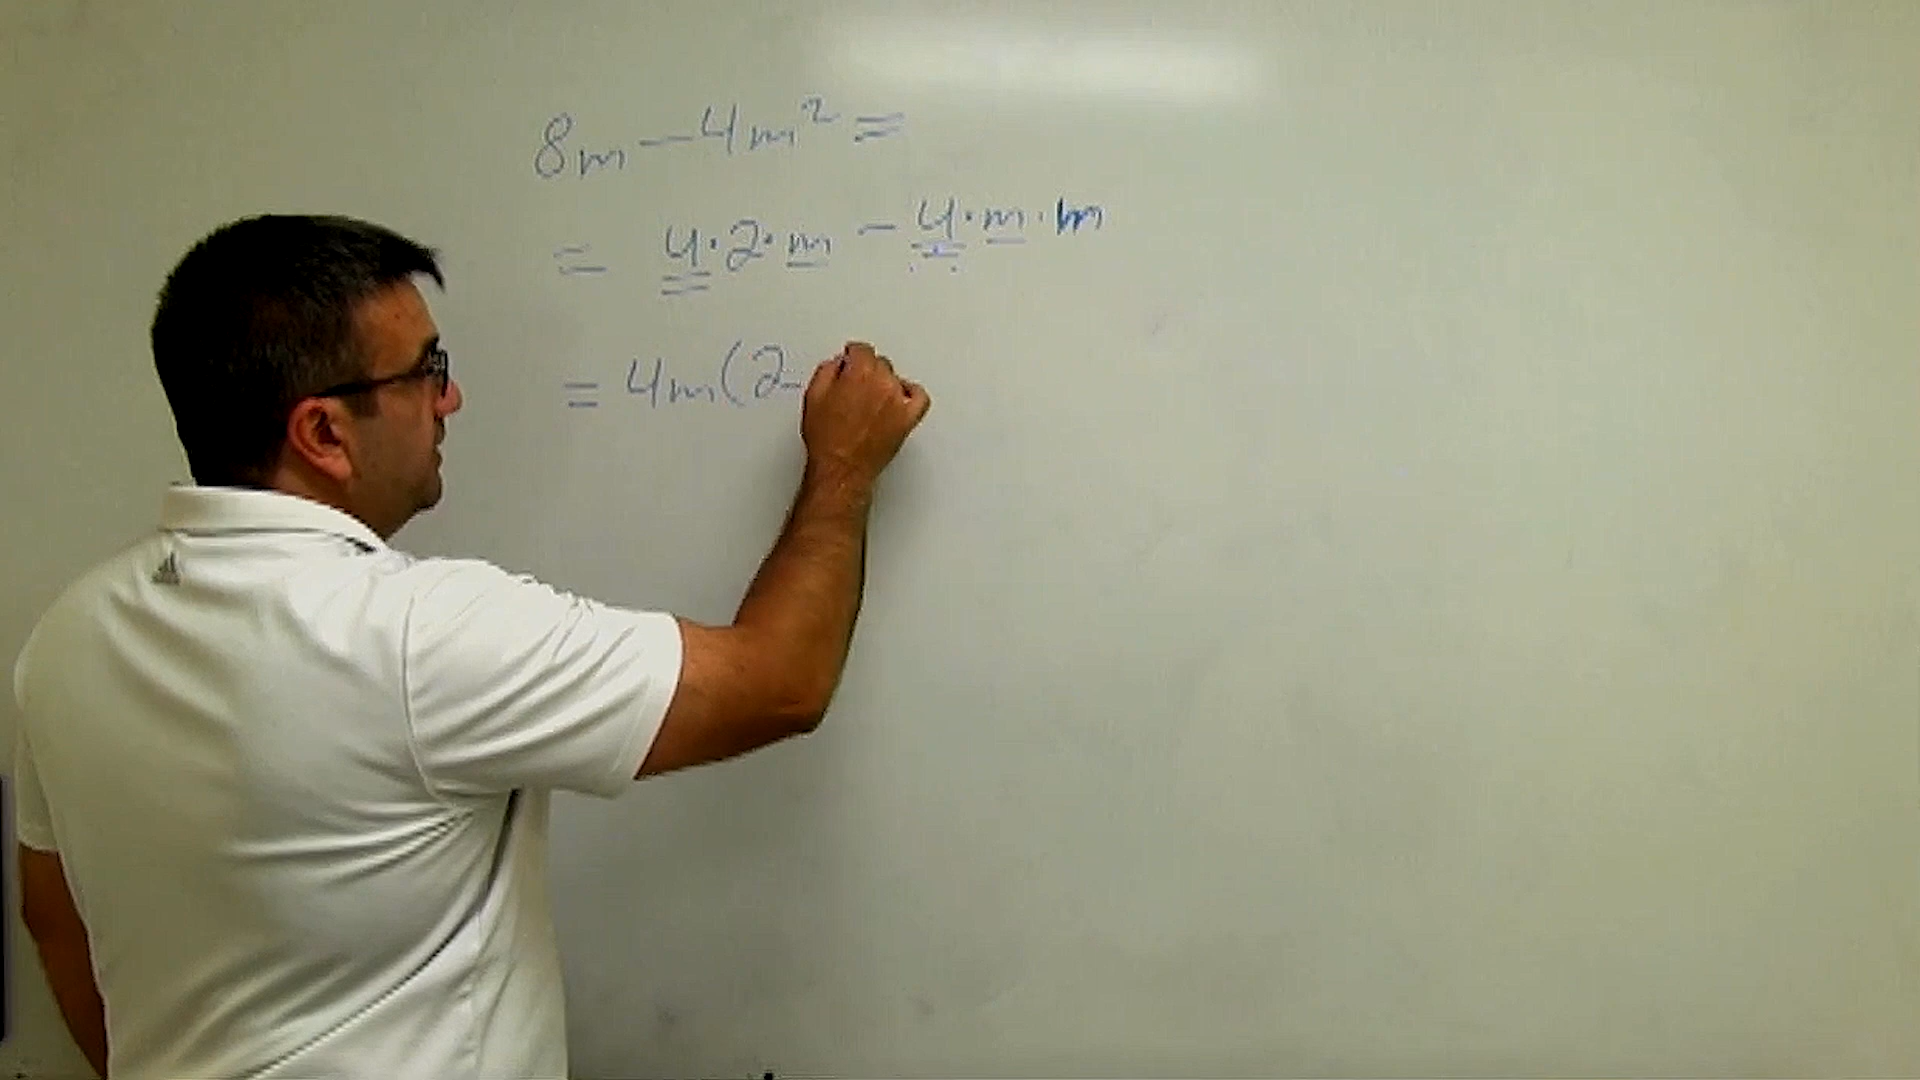 8m - 4m² =
= 4·2·m - 4·m·m
= 4m(2-